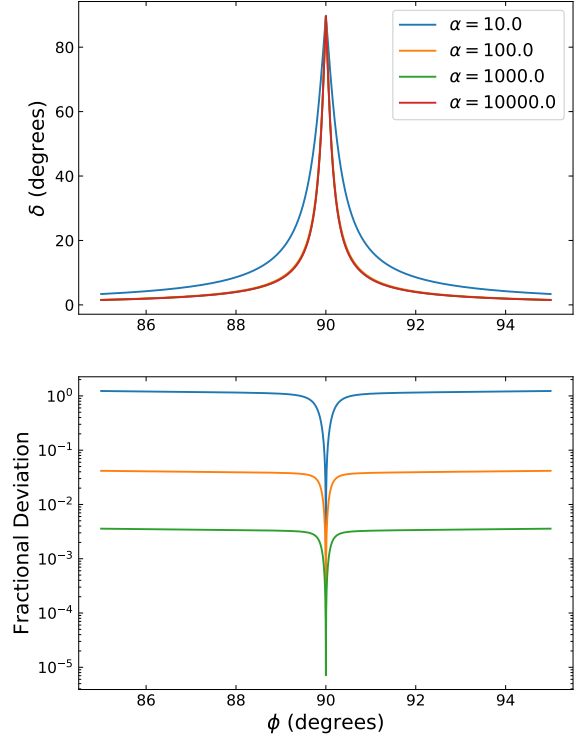 80
60
40
20
0
δ (degrees)
α = 10.0
α = 100.0
α = 1000.0
α = 10000.0
86 88 90 92 94
10⁰
10⁻¹
10⁻²
10⁻³
10⁻⁴
10⁻⁵
Fractional Deviation
86 88 90 92 94
ϕ (degrees)